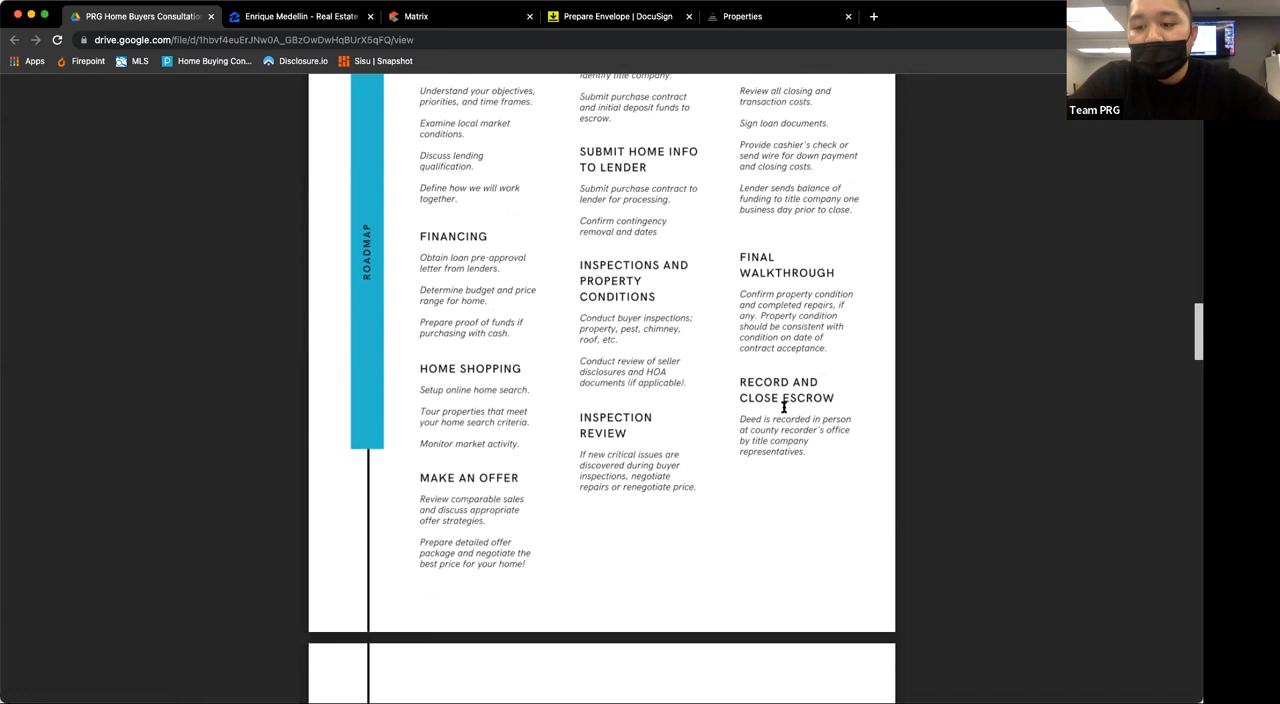 PRG Home Buyers Consultatio
Enrique Medellin - Real Estate
Matrix
Prepare Envelope | DocuSign
Properties
drive.google.com/file/d/1hbvf4euErJNw0A_GBzOwDwHqBUrX5qFQ/view
Apps
Firepoint
MLS
Home Buying Con...
Disclosure.io
Sisu | Snapshot
Team PRG
ROADMAP
Understand your objectives,
priorities, and time frames.
Examine local market
conditions.
Discuss lending
qualification.
Define how we will work
together.
FINANCING
Obtain loan pre-approval
letter from lenders.
Determine budget and price
range for home.
Prepare proof of funds if
purchasing with cash.
HOME SHOPPING
Setup online home search.
Tour properties that meet
your home search criteria.
Monitor market activity.
MAKE AN OFFER
Review comparable sales
and discuss appropriate
offer strategies.
Prepare detailed offer
package and negotiate the
best price for your home!
identify title company.
Submit purchase contract
and initial deposit funds to
escrow.
SUBMIT HOME INFO
TO LENDER
Submit purchase contract to
lender for processing.
Confirm contingency
removal and dates
INSPECTIONS AND
PROPERTY
CONDITIONS
Conduct buyer inspections;
property, pest, chimney,
roof, etc.
Conduct review of seller
disclosures and HOA
documents (if applicable).
INSPECTION
REVIEW
If new critical issues are
discovered during buyer
inspections, negotiate
repairs or renegotiate price.
Review all closing and
transaction costs.
Sign loan documents.
Provide cashier's check or
send wire for down payment
and closing costs.
Lender sends balance of
funding to title company one
business day prior to close.
FINAL
WALKTHROUGH
Confirm property condition
and completed repairs, if
any. Property condition
should be consistent with
condition on date of
contract acceptance.
RECORD AND
CLOSE ESCROW
Deed is recorded in person
at county recorder's office
by title company
representatives.